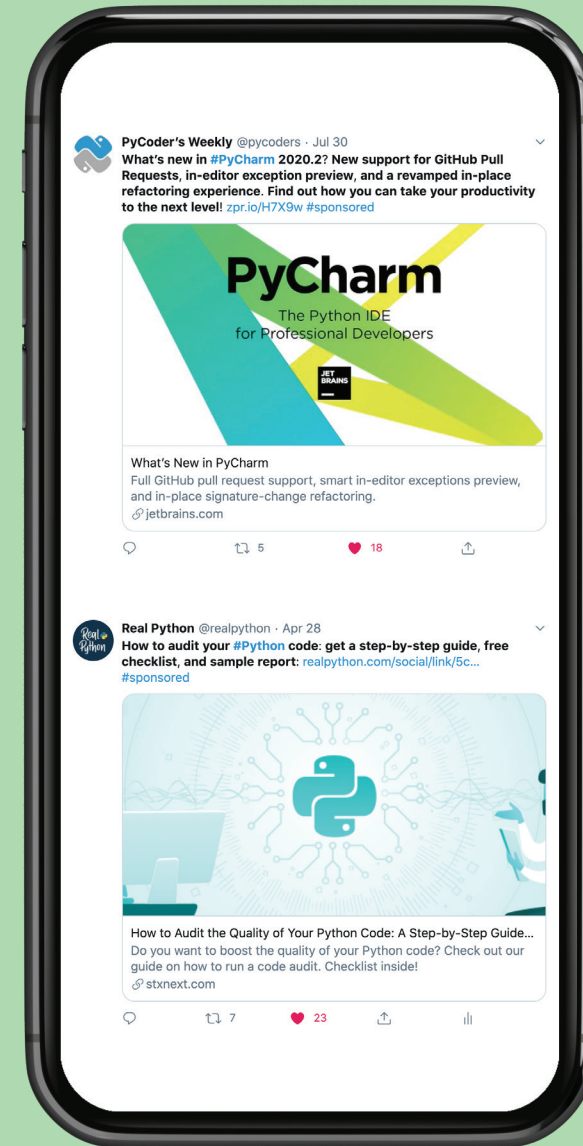 PyCoder's Weekly @pycoders · Jul 30
What's new in #PyCharm 2020.2? New support for GitHub Pull
Requests, in-editor exception preview, and a revamped in-place
refactoring experience. Find out how you can take your productivity
to the next level! zpr.io/H7X9w #sponsored
PyCharm
The Python IDE
for Professional Developers
JET
BRAINS
What's New in PyCharm
Full GitHub pull request support, smart in-editor exceptions preview,
and in-place signature-change refactoring.
jetbrains.com
5
18
Real
Python
Real Python @realpython · Apr 28
How to audit your #Python code: get a step-by-step guide, free
checklist, and sample report: realpython.com/social/link/5c...
#sponsored
How to Audit the Quality of Your Python Code: A Step-by-Step Guide...
Do you want to boost the quality of your Python code? Check out our
guide on how to run a code audit. Checklist inside!
stxnext.com
7
23